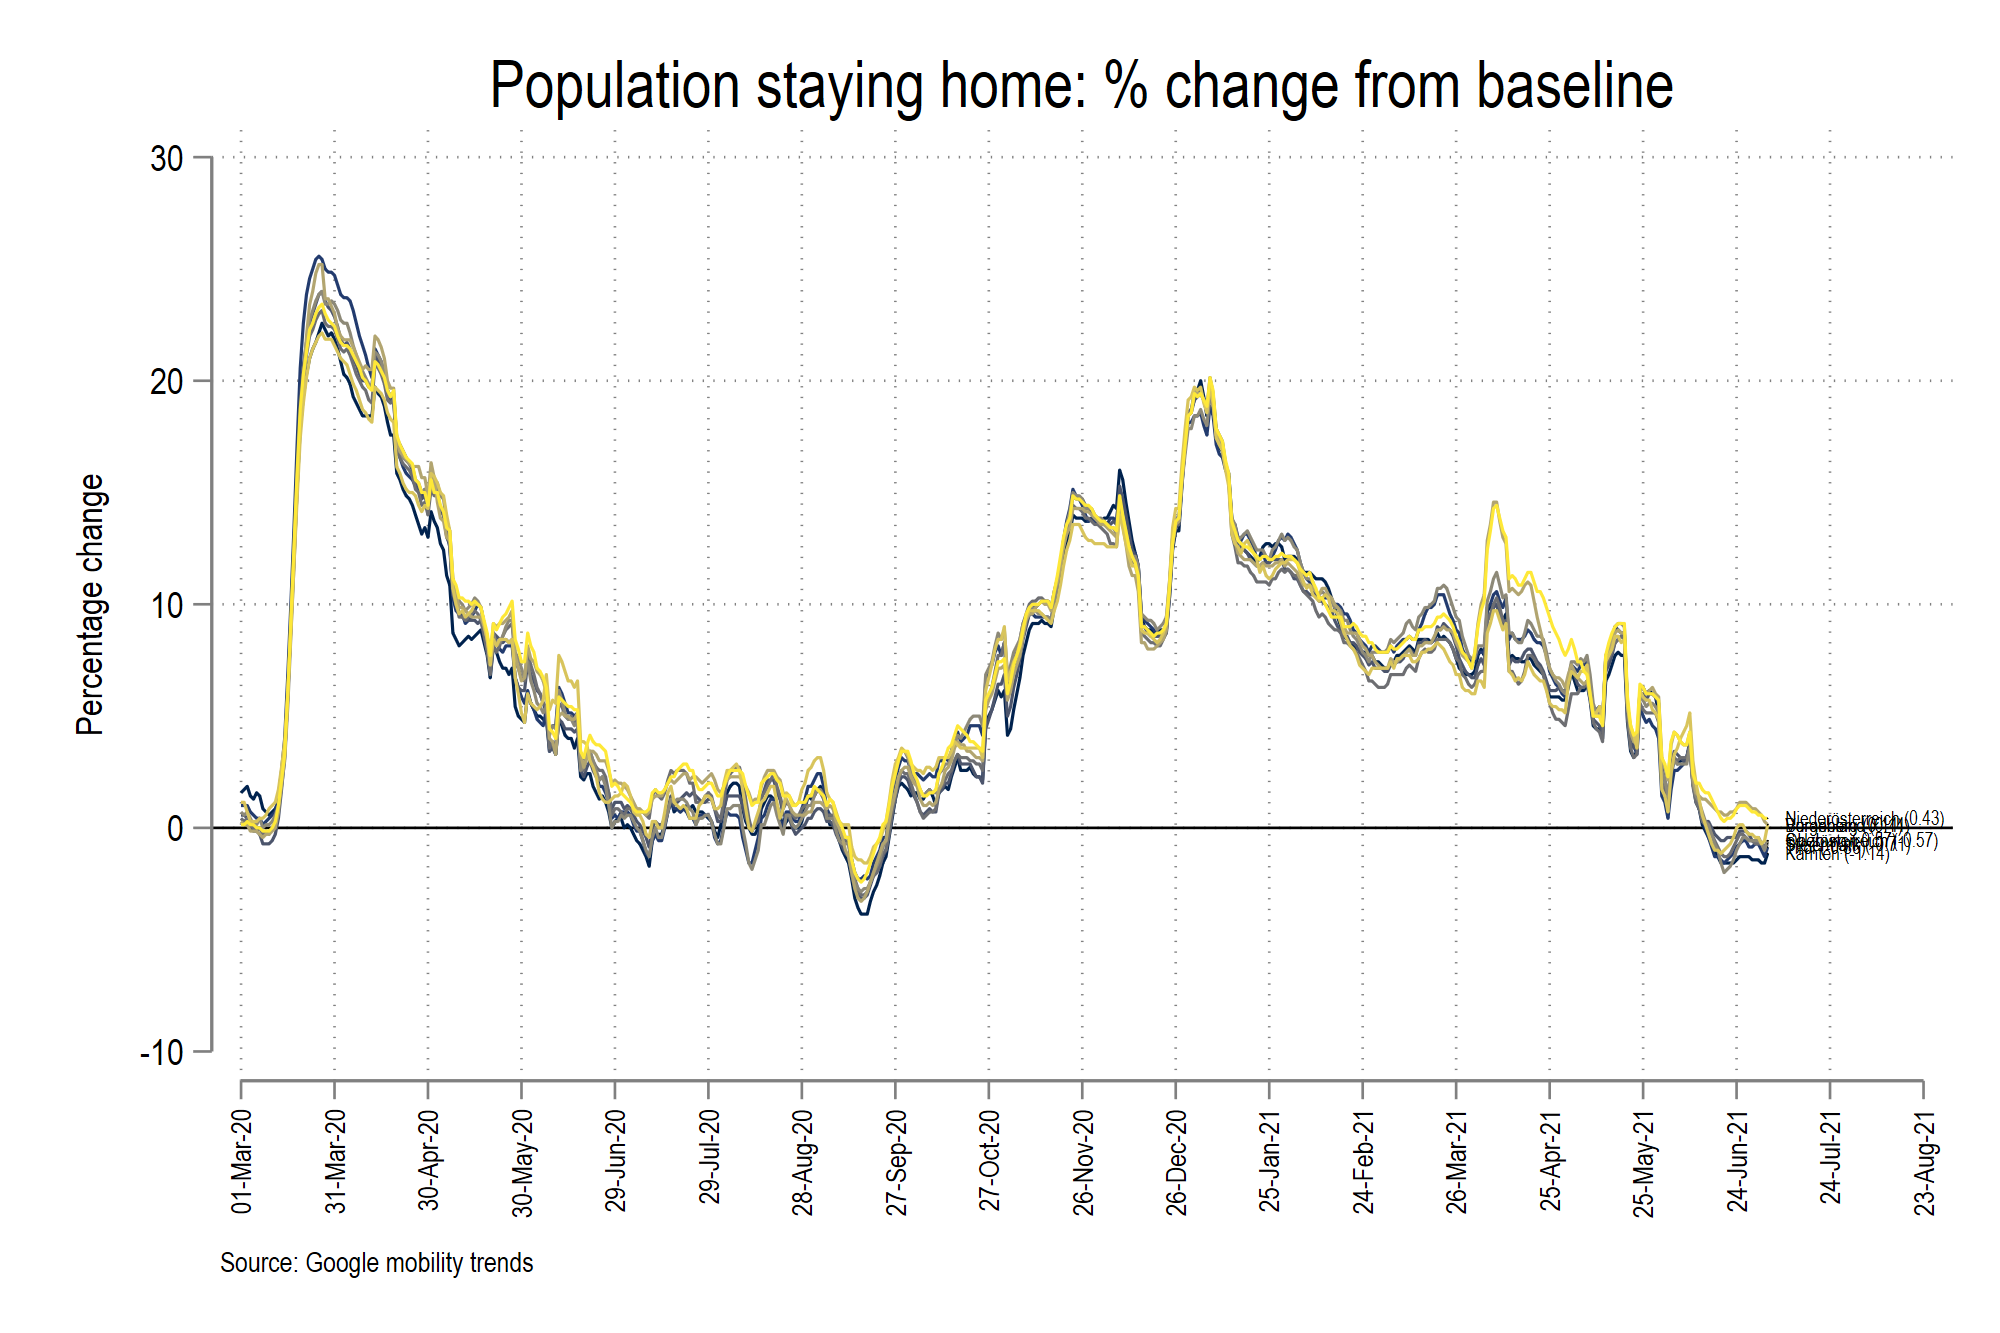 Population staying home: % change from baseline
Percentage change
30
20
10
0
-10
Niederösterreich (0.43)
Kärnten (-1.14)
01-Mar-20
31-Mar-20
30-Apr-20
30-May-20
29-Jun-20
29-Jul-20
28-Aug-20
27-Sep-20
27-Oct-20
26-Nov-20
26-Dec-20
25-Jan-21
24-Feb-21
26-Mar-21
25-Apr-21
25-May-21
24-Jun-21
24-Jul-21
23-Aug-21
Source: Google mobility trends